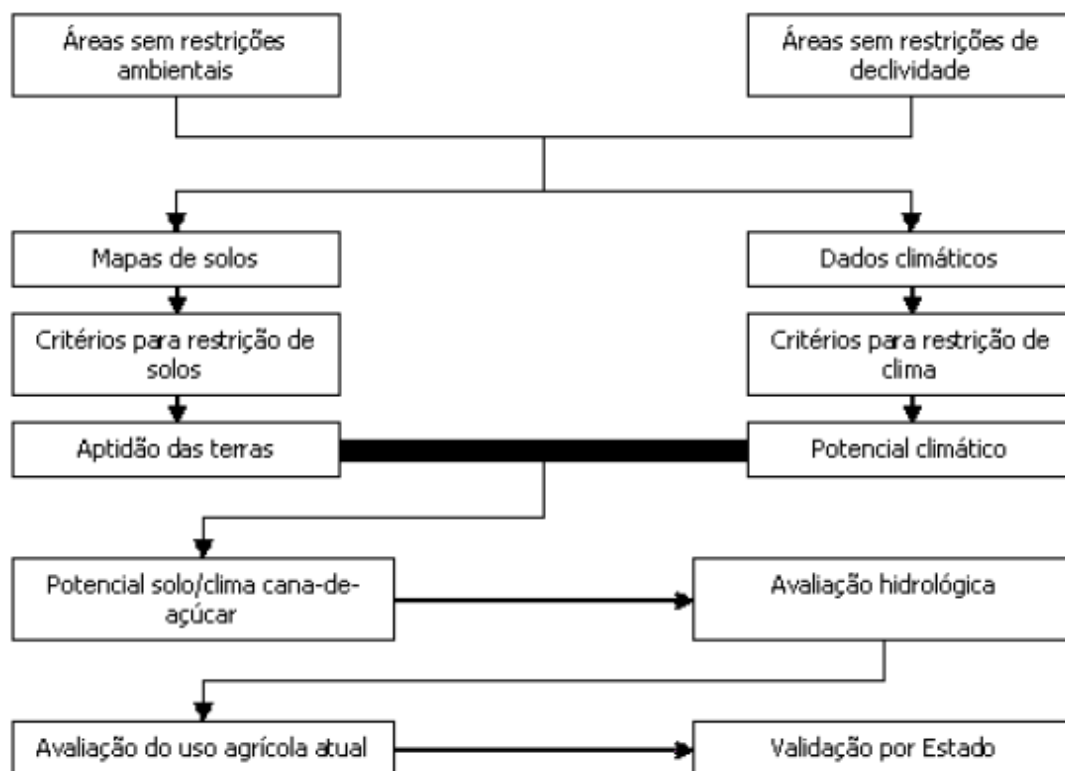 Áreas sem restrições
ambientais
Áreas sem restrições de
declividade
Mapas de solos
Dados climáticos
Critérios para restrição de
solos
Critérios para restrição de
clima
Aptidão das terras
Potencial climático
Potencial solo/clima cana-de-
açúcar
Avaliação hidrológica
Avaliação do uso agrícola atual
Validação por Estado